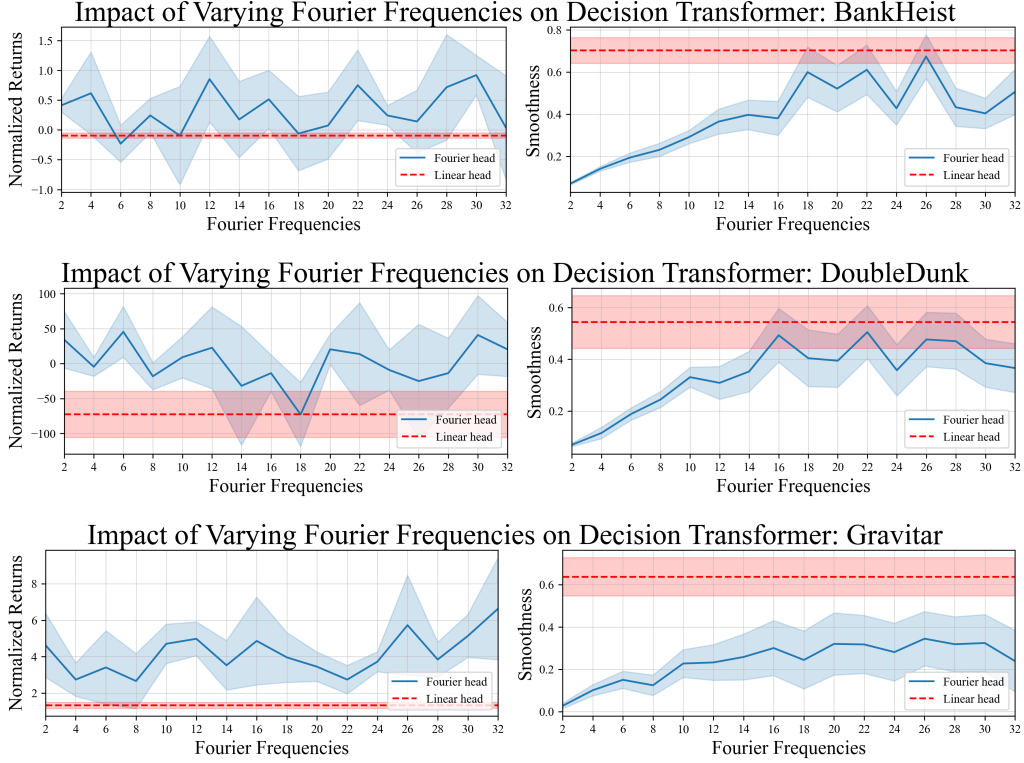 Impact of Varying Fourier Frequencies on Decision Transformer: BankHeist
Normalized Returns
1.5
1.0
0.5
0.0
−0.5
−1.0
2 4 6 8 10 12 14 16 18 20 22 24 26 28 30 32
Fourier Frequencies
Fourier head
Linear head
Smoothness
0.8
0.6
0.4
0.2
2 4 6 8 10 12 14 16 18 20 22 24 26 28 30 32
Fourier Frequencies
Fourier head
Linear head
Impact of Varying Fourier Frequencies on Decision Transformer: DoubleDunk
Normalized Returns
100
50
0
−50
−100
2 4 6 8 10 12 14 16 18 20 22 24 26 28 30 32
Fourier Frequencies
Fourier head
Linear head
Smoothness
0.6
0.4
0.2
2 4 6 8 10 12 14 16 18 20 22 24 26 28 30 32
Fourier Frequencies
Fourier head
Linear head
Impact of Varying Fourier Frequencies on Decision Transformer: Gravitar
Normalized Returns
8
6
4
2
2 4 6 8 10 12 14 16 18 20 22 24 26 28 30 32
Fourier Frequencies
Fourier head
Linear head
Smoothness
0.6
0.4
0.2
0.0
2 4 6 8 10 12 14 16 18 20 22 24 26 28 30 32
Fourier Frequencies
Fourier head
Linear head